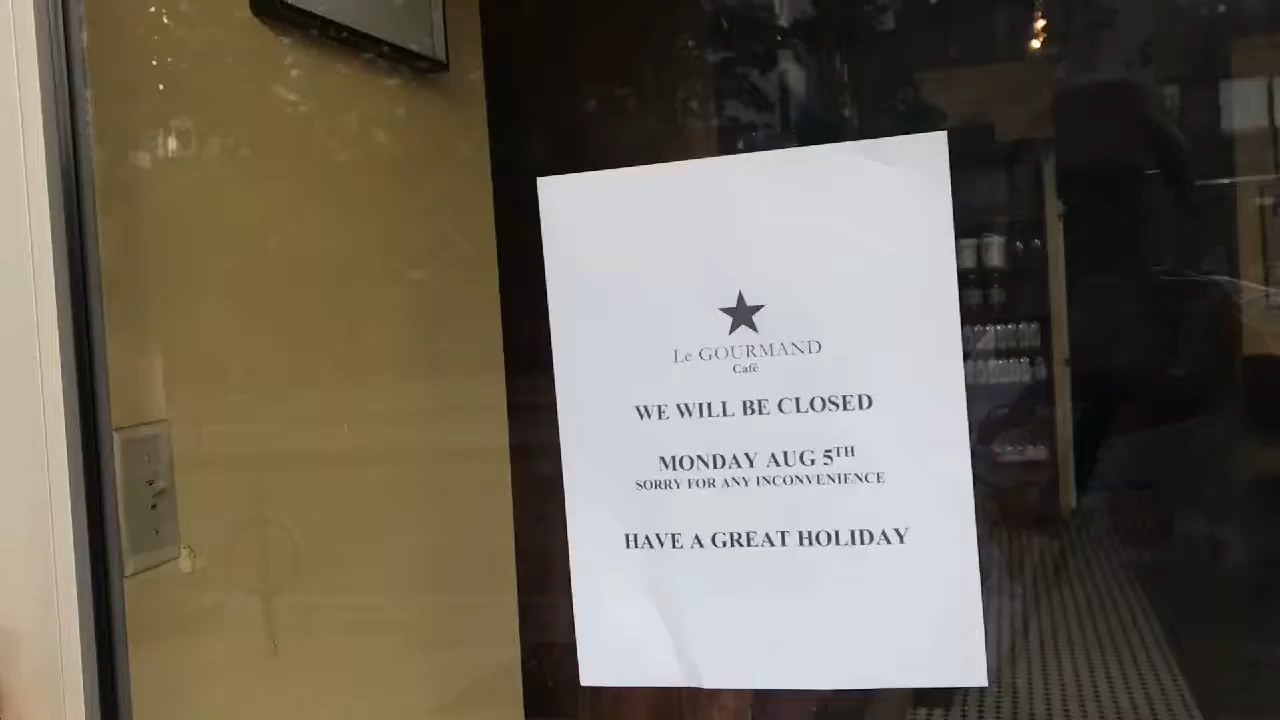 Le GOURMAND
Café
WE WILL BE CLOSED
MONDAY AUG 5TH
SORRY FOR ANY INCONVENIENCE
HAVE A GREAT HOLIDAY